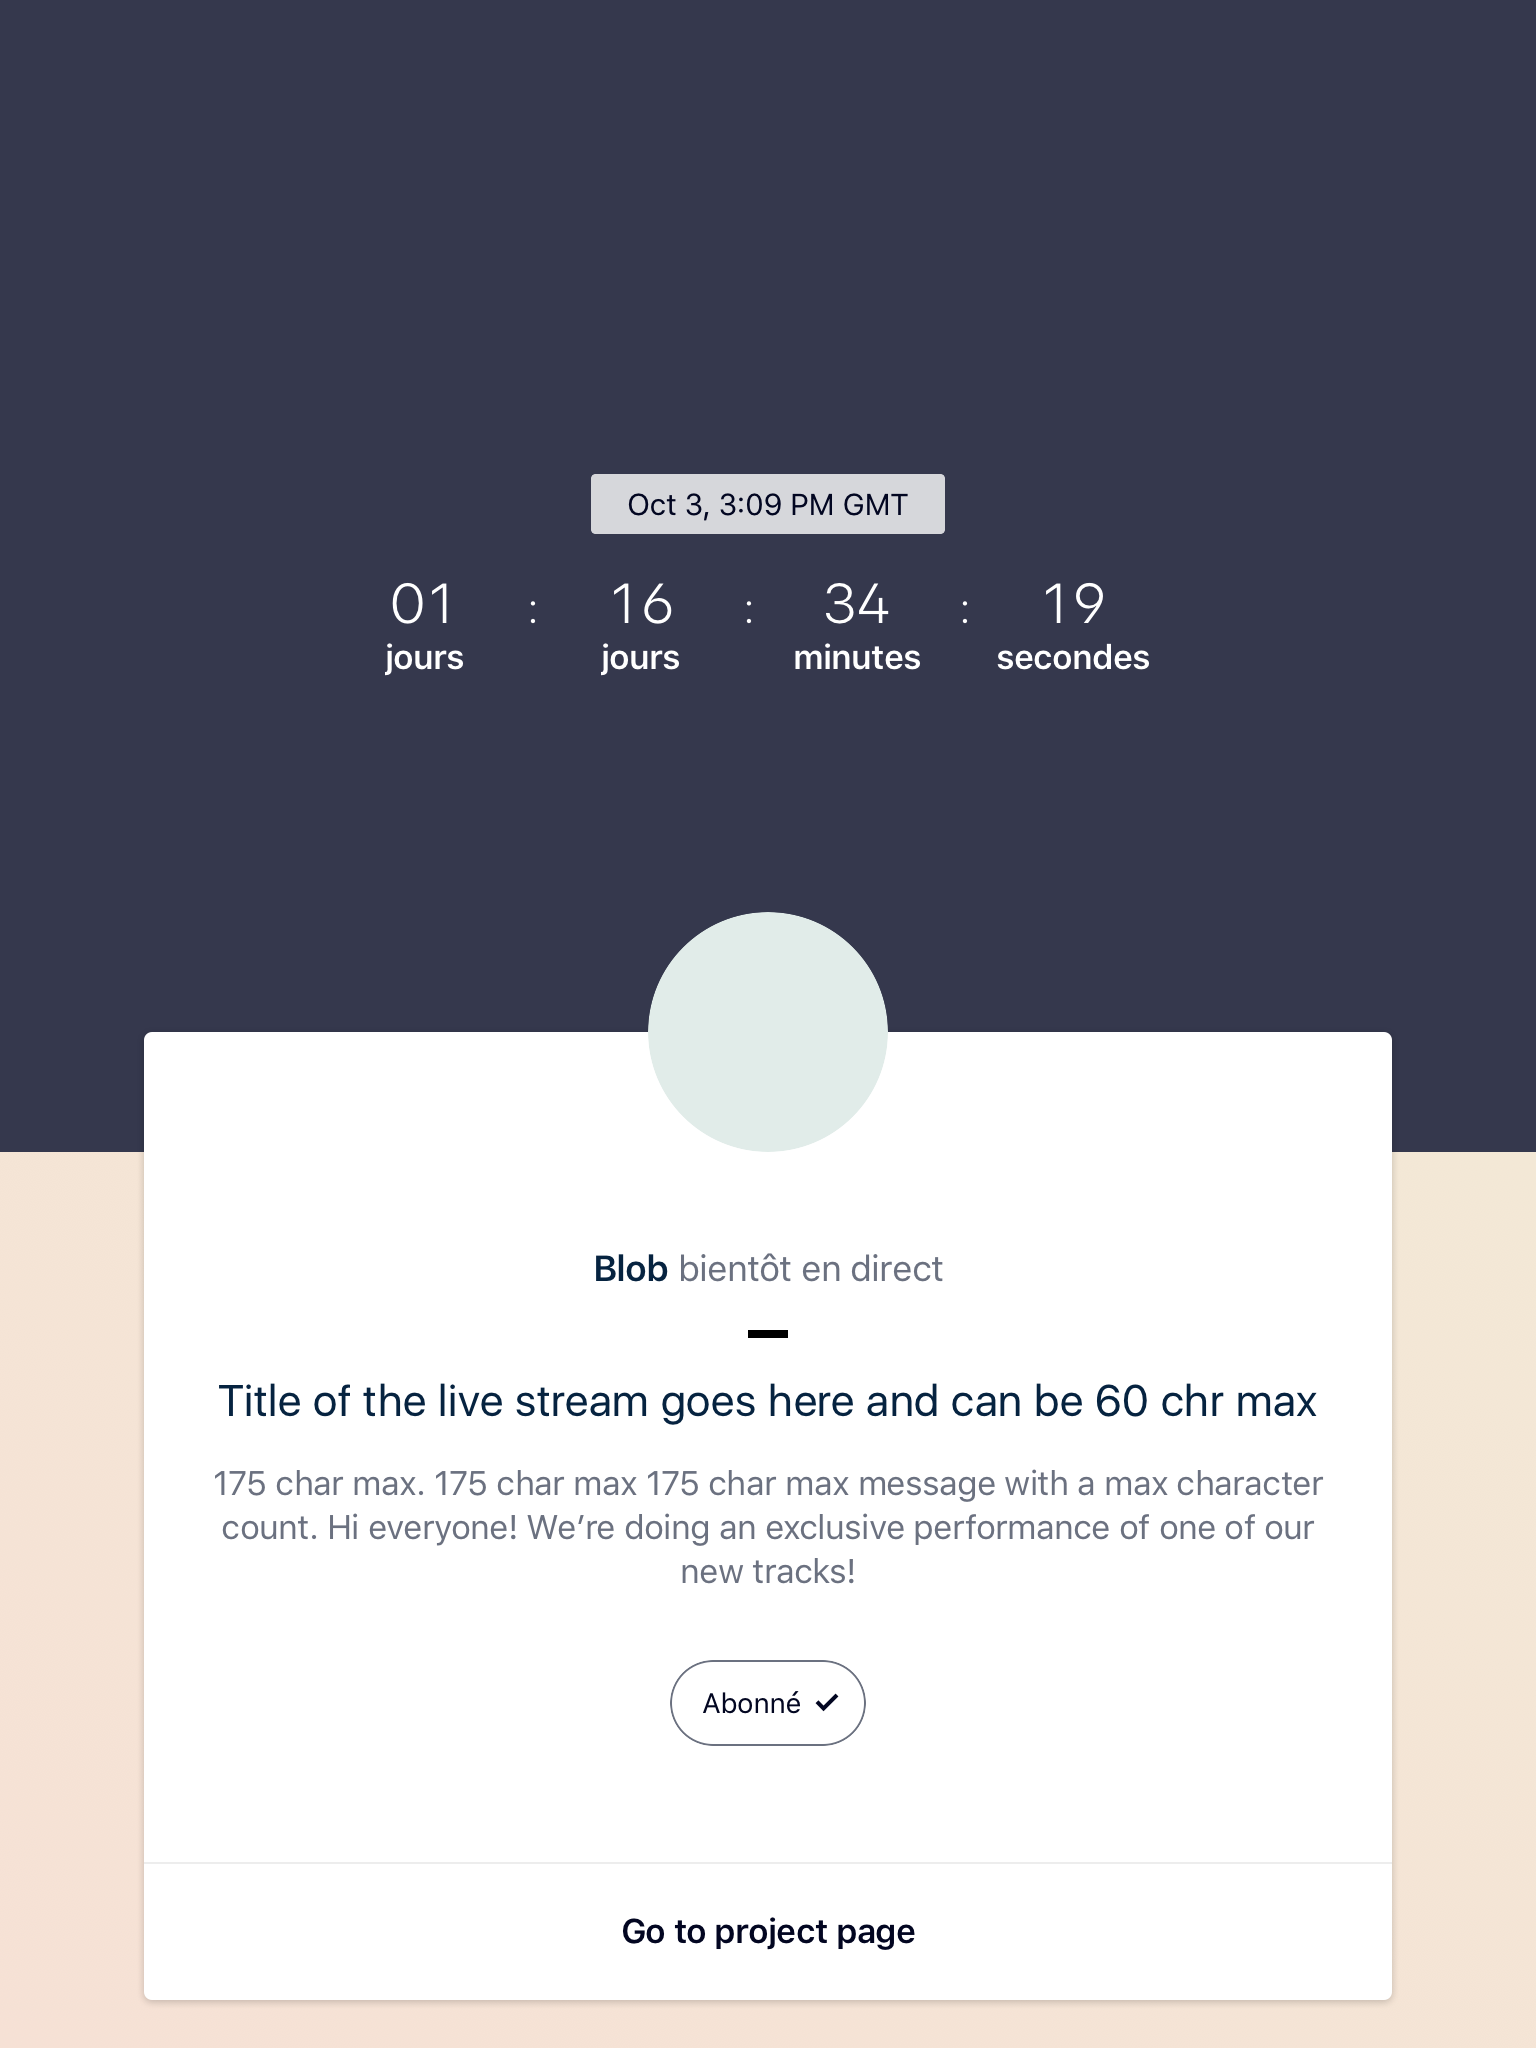 Oct 3, 3:09 PM GMT
01 : 16 : 34 : 19
jours jours minutes secondes
Blob bientôt en direct
Title of the live stream goes here and can be 60 chr max
175 char max. 175 char max 175 char max message with a max character
count. Hi everyone! We’re doing an exclusive performance of one of our
new tracks!
Abonné
Go to project page